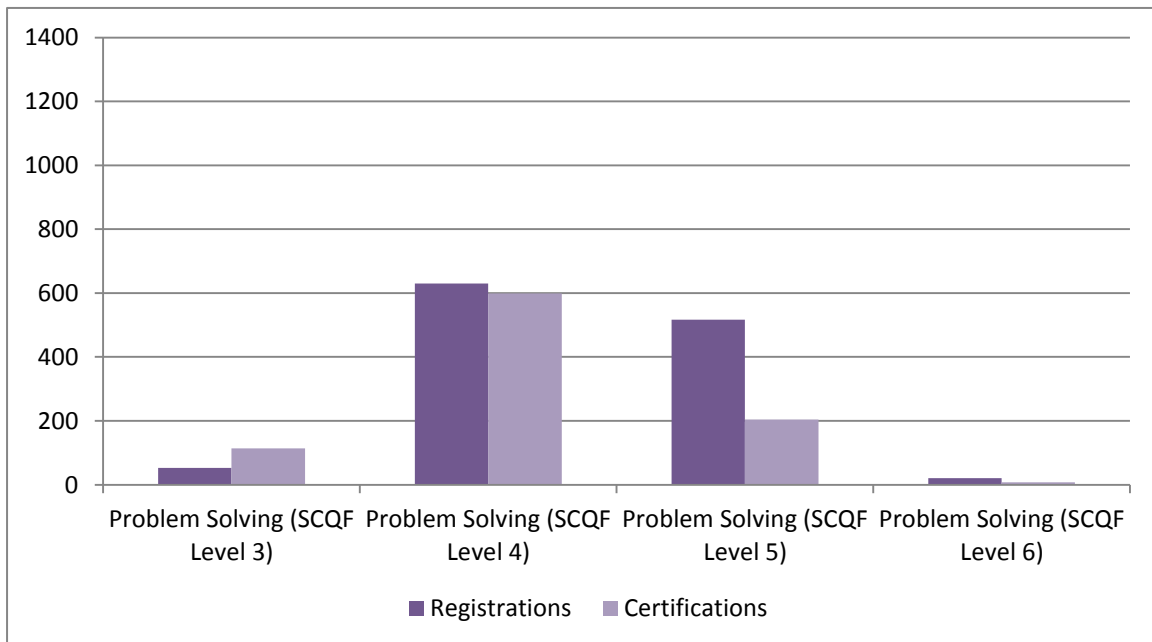 1400
1200
1000
800
600
400
200
0
Problem Solving (SCQF Level 3)
Problem Solving (SCQF Level 4)
Problem Solving (SCQF Level 5)
Problem Solving (SCQF Level 6)
Registrations
Certifications